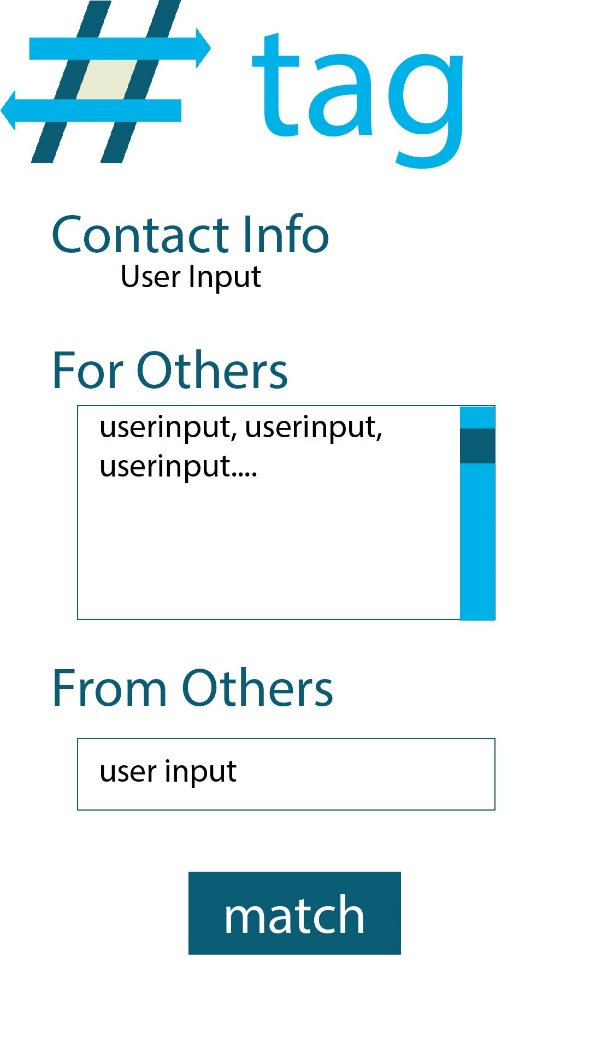 # tag
Contact Info
User Input
For Others
userinput, userinput,
userinput....
From Others
user input
match